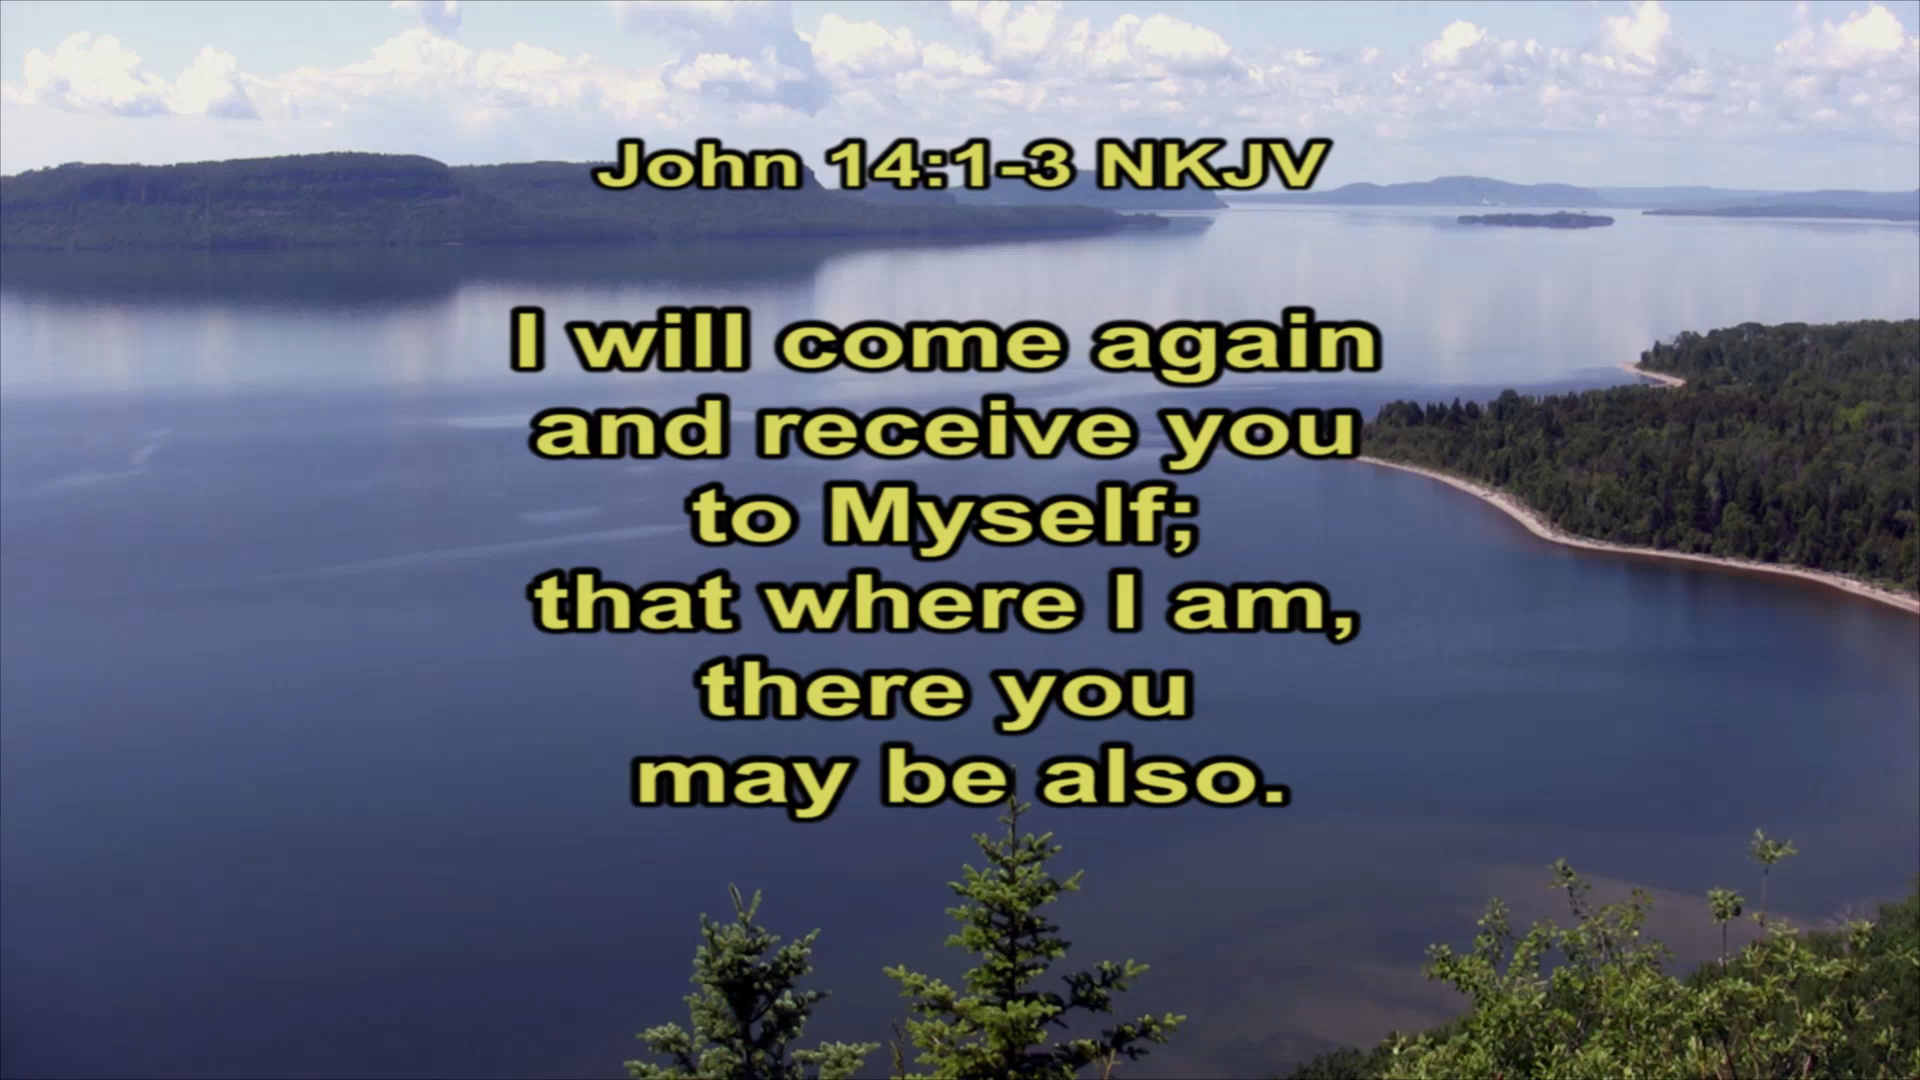 John 14:1-3 NKJV
I will come again
and receive you
to Myself;
that where I am,
there you
may be also.